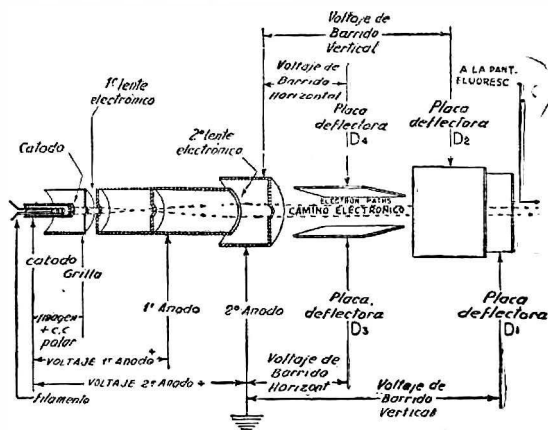 Voltaje de
Barrido
Vertical
Voltaje de
Barrido
Horizontal
A LA PANT.
FLUORESC
1º lente
electrónico
Placa
deflectora
D4
Placa
deflectora
D2
2º lente
electrónico
Catodo
ELECTRON PATHS
CAMINO ELECTRONICO
Catodo
Grilla
1º Anodo
2º Anodo
Placa
deflectora
D3
Placa
deflectora
D1
Imagen
+ c.c
polar
VOLTAJE 1º Anodo +
Voltaje de
Barrido
Horizont
VOLTAJE 2º Anodo +
Voltaje de
Barrido
Vertical
Filamento